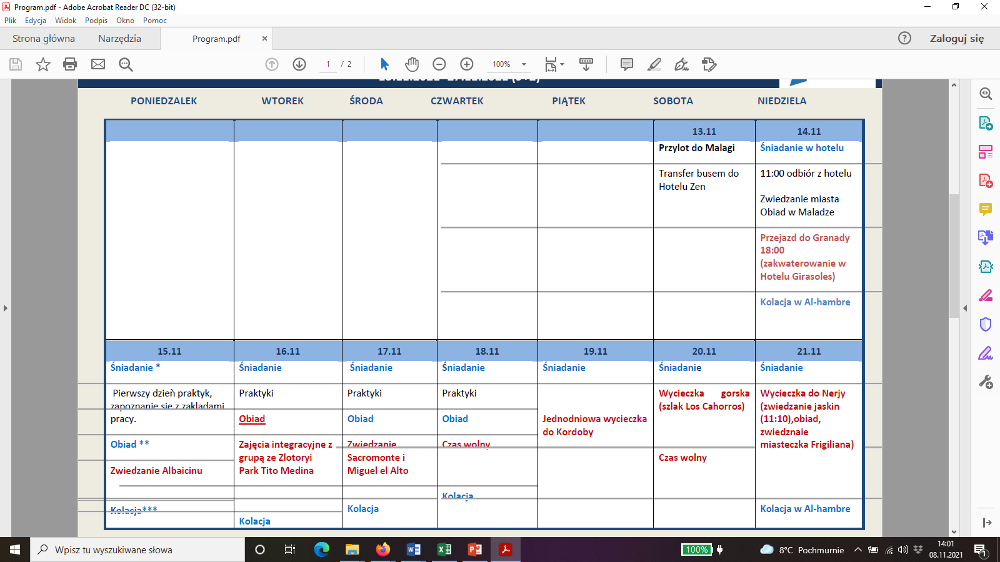 Program.pdf - Adobe Acrobat Reader DC (32-bit)
Plik Edycja Widok Podpis Okno Pomoc
Strona główna Narzędzia Program.pdf × Zaloguj się
1 / 2 100%
PONIEDZALEK WTOREK ŚRODA CZWARTEK PIĄTEK SOBOTA NIEDZIELA
13.11 14.11
Przylot do Malagi
Transfer busem do
Hotelu Zen
Śniadanie w hotelu
11:00 odbiór z hotelu
Zwiedzanie miasta
Obiad w Maladze
Przejazd do Granady
18:00
(zakwaterowanie w
Hotelu Girasoles)
Kolacja w Al-hambre
15.11 16.11 17.11 18.11 19.11 20.11 21.11
Śniadanie *
Pierwszy dzień praktyk,
zapoznanie się z zakladami
pracy.
Obiad **
Zwiedzanie Albaicinu
Kolacja***
Śniadanie
Praktyki
Obiad
Zajęcia integracyjne z
grupą ze Zlotoryi
Park Tito Medina
Kolacja
Śniadanie
Praktyki
Obiad
Zwiedzanie
Sacromonte i
Miguel el Alto
Kolacja
Śniadanie
Praktyki
Obiad
Czas wolny
Kolacja
Śniadanie
Jednodniowa wycieczka
do Kordoby
Śniadanie
Wycieczka gorska
(szlak Los Cahorros)
Czas wolny
Śniadanie
Wycieczka do Nerjy
(zwiedzanie jaskin
(11:10),obiad,
zwiedznaie
miasteczka Frigiliana)
Kolacja w Al-hambre
Wpisz tu wyszukiwane słowa
100% 8°C Pochmurnie 14:01
08.11.2021
1